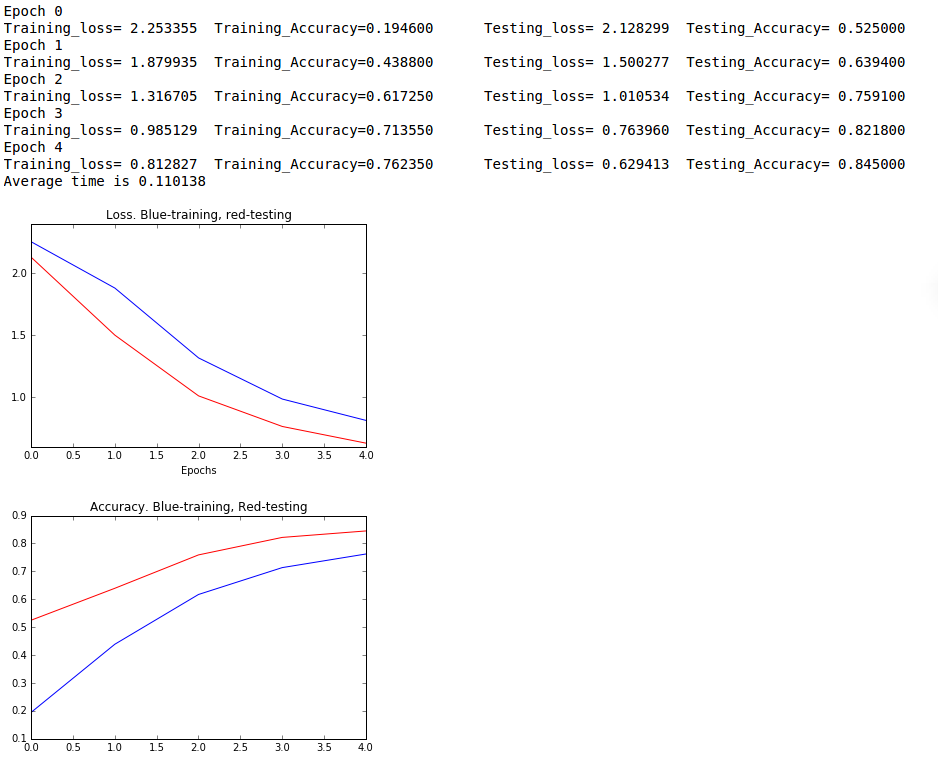 Epoch 0
Training_loss= 2.253355  Training_Accuracy=0.194600      Testing_loss= 2.128299  Testing_Accuracy= 0.525000
Epoch 1
Training_loss= 1.879935  Training_Accuracy=0.438800      Testing_loss= 1.500277  Testing_Accuracy= 0.639400
Epoch 2
Training_loss= 1.316705  Training_Accuracy=0.617250      Testing_loss= 1.010534  Testing_Accuracy= 0.759100
Epoch 3
Training_loss= 0.985129  Training_Accuracy=0.713550      Testing_loss= 0.763960  Testing_Accuracy= 0.821800
Epoch 4
Training_loss= 0.812827  Training_Accuracy=0.762350      Testing_loss= 0.629413  Testing_Accuracy= 0.845000
Average time is 0.110138
Loss. Blue-training, red-testing
2.0
1.5
1.0
0.0 0.5 1.0 1.5 2.0 2.5 3.0 3.5 4.0
Epochs
Accuracy. Blue-training, Red-testing
0.9
0.8
0.7
0.6
0.5
0.4
0.3
0.2
0.1
0.0 0.5 1.0 1.5 2.0 2.5 3.0 3.5 4.0